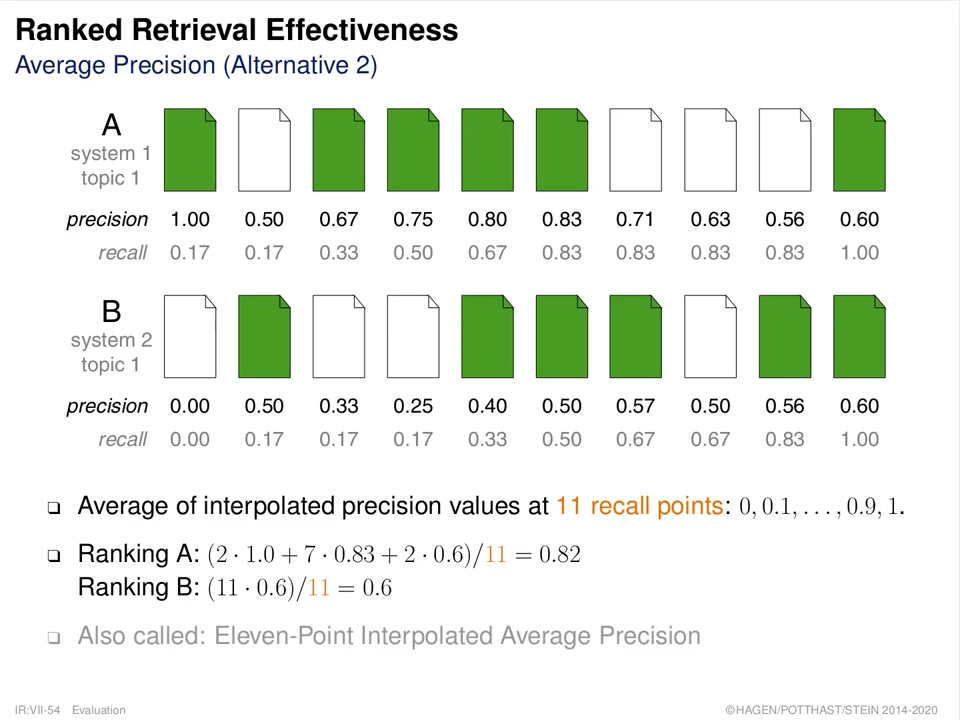 Ranked Retrieval Effectiveness
Average Precision (Alternative 2)
A
system 1
topic 1
precision 1.00 0.50 0.67 0.75 0.80 0.83 0.71 0.63 0.56 0.60
recall 0.17 0.17 0.33 0.50 0.67 0.83 0.83 0.83 0.83 1.00
B
system 2
topic 1
precision 0.00 0.50 0.33 0.25 0.40 0.50 0.57 0.50 0.56 0.60
recall 0.00 0.17 0.17 0.17 0.33 0.50 0.67 0.67 0.83 1.00
❑ Average of interpolated precision values at 11 recall points: 0, 0.1, . . . , 0.9, 1.
❑ Ranking A: (2 · 1.0 + 7 · 0.83 + 2 · 0.6)/11 = 0.82
Ranking B: (11 · 0.6)/11 = 0.6
❑ Also called: Eleven-Point Interpolated Average Precision
IR:VII-54 Evaluation ©HAGEN/POTTHAST/STEIN 2014-2020